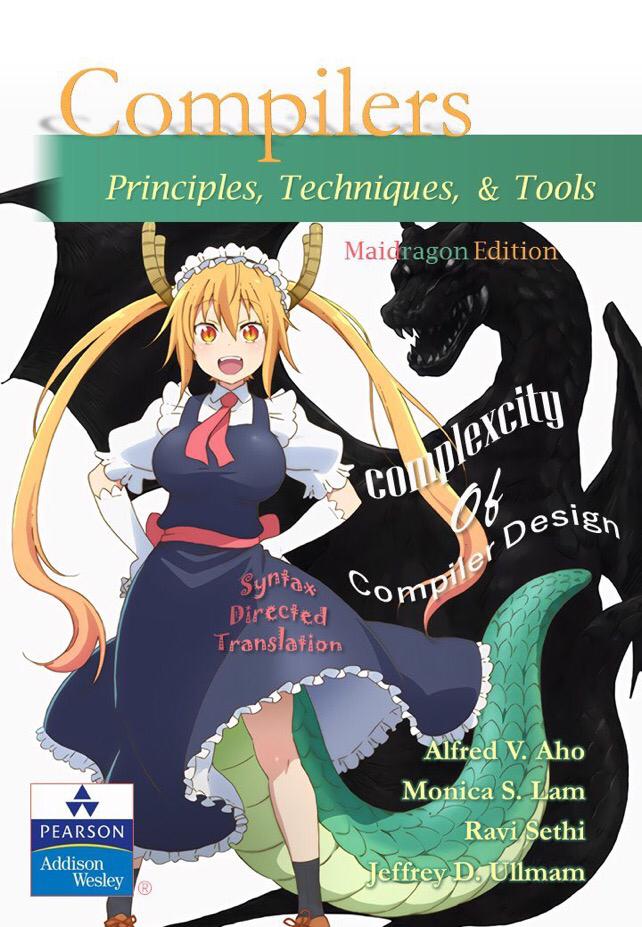 Compilers
Principles, Techniques, & Tools
Maidragon Edition
Complexcity
Of
Compiler Design
Syntax
Directed
Translation
Alfred V. Aho
Monica S. Lam
Ravi Sethi
Jeffrey D. Ullmam
PEARSON
Addison
Wesley
®